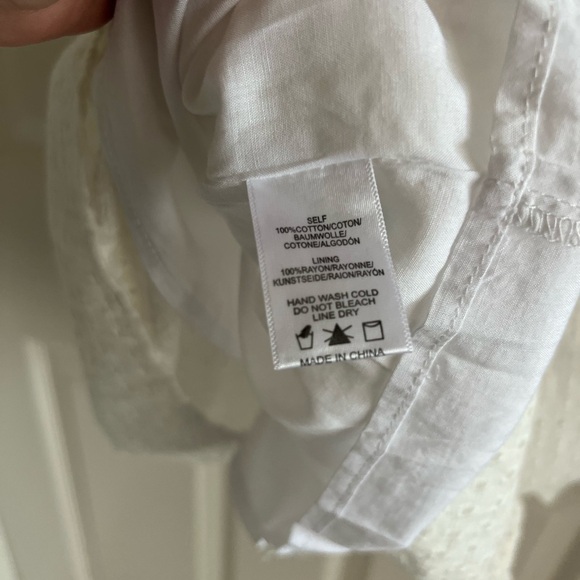 SELF
100%COTTON/COTON/
BAUMWOLLE/
COTONE/ALGODÓN
LINING
100%RAYON/RAYONNE/
KUNSTSEIDE/RAION/RAYÓN
HAND WASH COLD
DO NOT BLEACH
LINE DRY
MADE IN CHINA